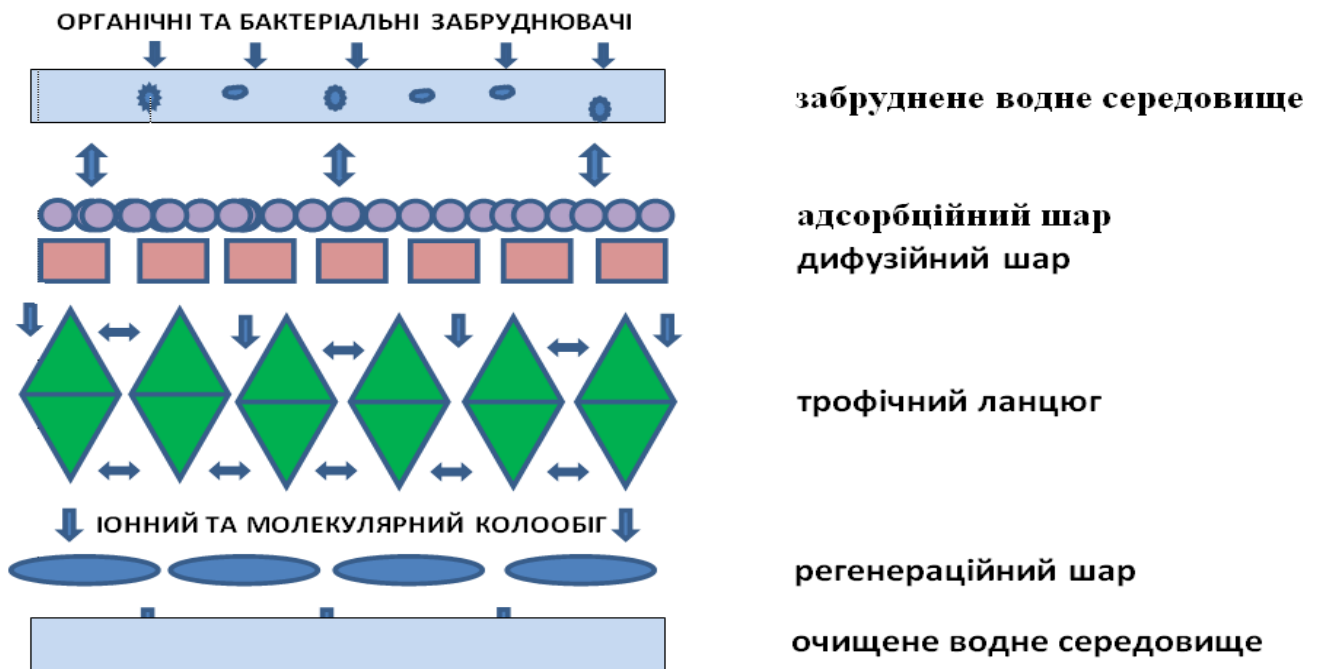 ОРГАНІЧНІ ТА БАКТЕРІАЛЬНІ ЗАБРУДНЮВАЧІ
забруднене водне середовище
адсорбційний шар
дифузійний шар
трофічний ланцюг
ІОННИЙ ТА МОЛЕКУЛЯРНИЙ КОЛООБІГ
регенераційний шар
очищене водне середовище